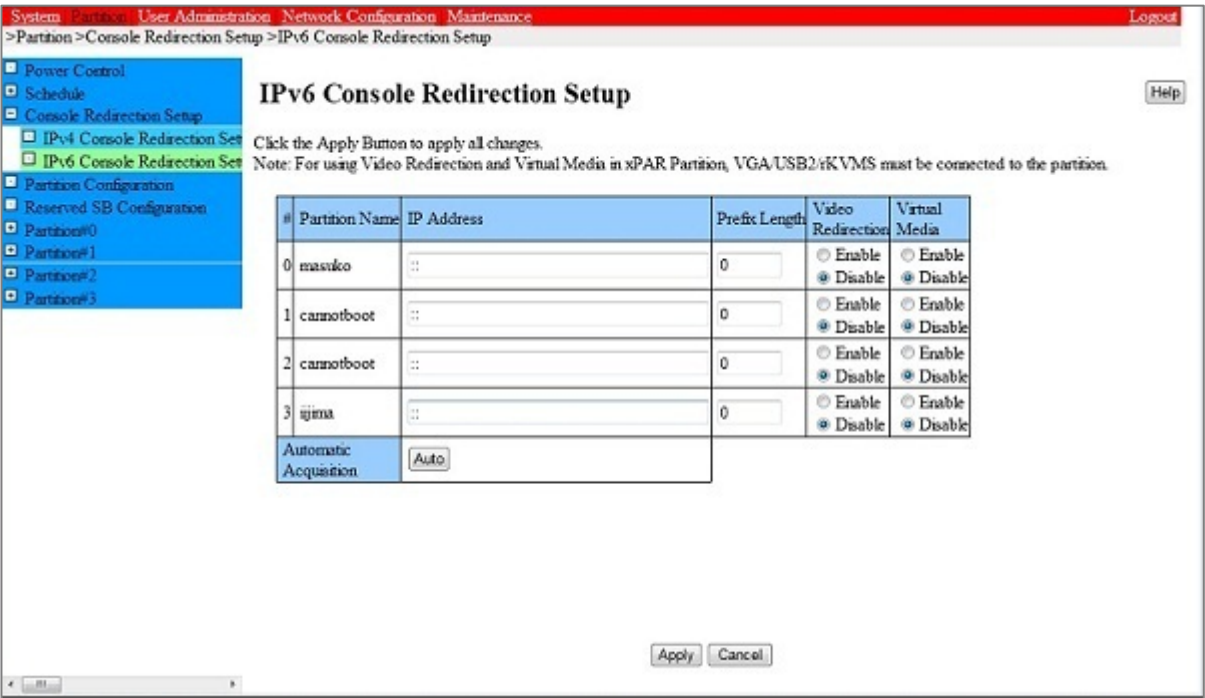 System Partition User Administration Network Configuration Maintenance Logout
>Partition >Console Redirection Setup >IPv6 Console Redirection Setup
Power Control
Schedule
Console Redirection Setup
IPv4 Console Redirection Set
IPv6 Console Redirection Set
Partition Configuration
Reserved SB Configuration
Partition#0
Partition#1
Partition#2
Partition#3
IPv6 Console Redirection Setup
Help
Click the Apply Button to apply all changes.
Note: For using Video Redirection and Virtual Media in xPAR Partition, VGA/USB2/rKVMS must be connected to the partition.
# Partition Name IP Address Prefix Length Video Redirection Virtual Media
0 masuko :: 0 Enable Enable
Disable Disable
1 cannotboot :: 0 Enable Enable
Disable Disable
2 cannotboot :: 0 Enable Enable
Disable Disable
3 iijima :: 0 Enable Enable
Disable Disable
Automatic
Acquisition
Auto
Apply Cancel